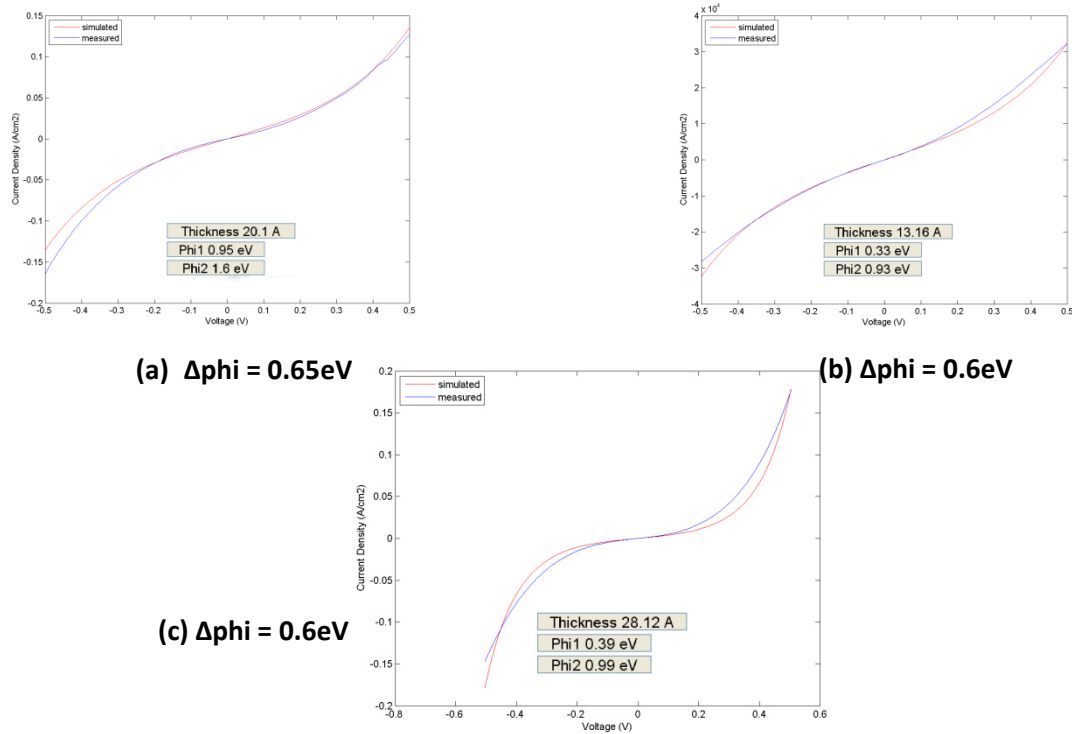 simulated
measured
0.15
0.1
0.05
0
-0.05
-0.1
-0.15
-0.2
Current Density (A/cm2)
-0.5 -0.4 -0.3 -0.2 -0.1 0 0.1 0.2 0.3 0.4 0.5
Voltage (V)
Thickness 20.1 A
Phi1 0.95 eV
Phi2 1.6 eV
(a) Δphi = 0.65eV
x 10⁴
simulated
measured
4
3
2
1
0
-1
-2
-3
-4
Current Density (A/cm2)
-0.5 -0.4 -0.3 -0.2 -0.1 0 0.1 0.2 0.3 0.4 0.5
Voltage (V)
Thickness 13.16 A
Phi1 0.33 eV
Phi2 0.93 eV
(b) Δphi = 0.6eV
simulated
measured
0.2
0.15
0.1
0.05
0
-0.05
-0.1
-0.15
-0.2
Current Density (A/cm2)
-0.8 -0.6 -0.4 -0.2 0 0.2 0.4 0.6
Voltage (V)
Thickness 28.12 A
Phi1 0.39 eV
Phi2 0.99 eV
(c) Δphi = 0.6eV